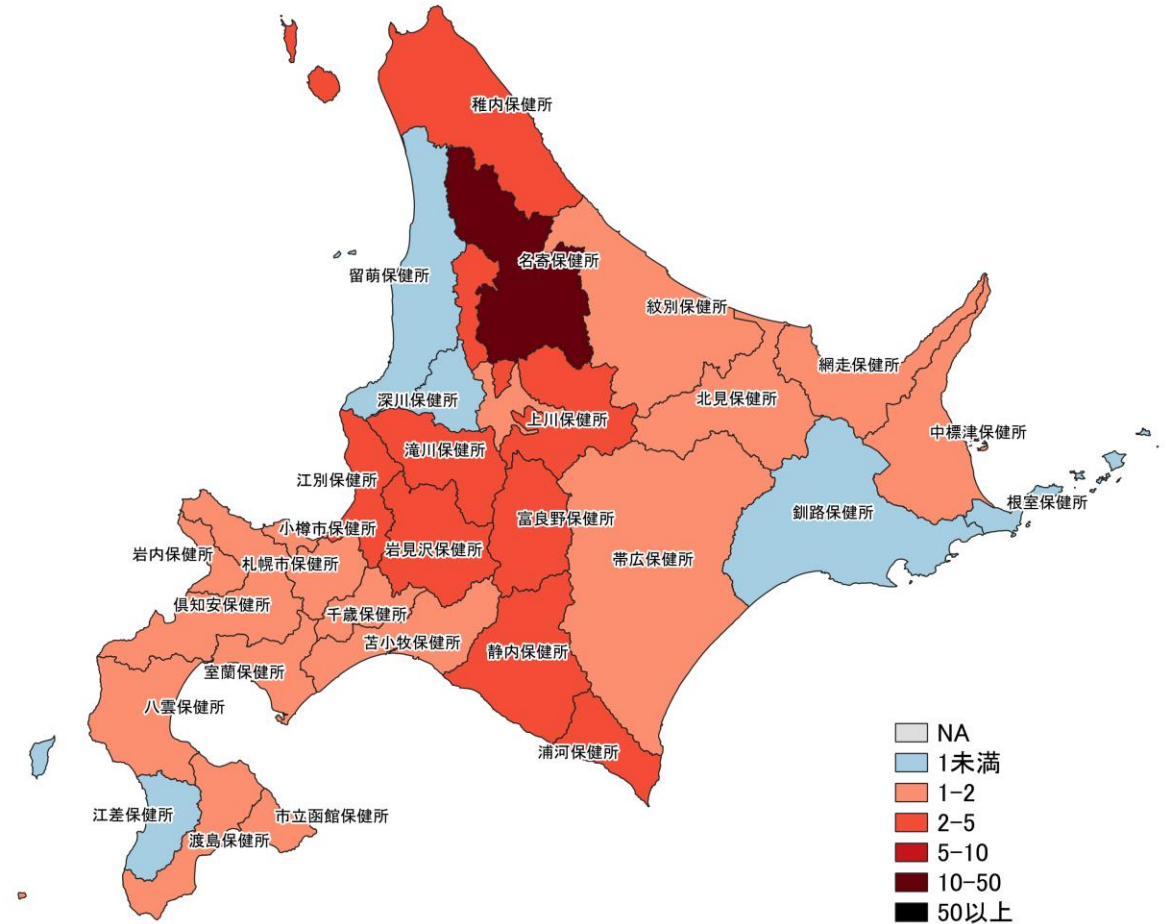 稚内保健所
名寄保健所
留萌保健所
紋別保健所
網走保健所
北見保健所
深川保健所
上川保健所
中標津保健所
滝川保健所
江別保健所
根室保健所
釧路保健所
富良野保健所
小樽市保健所
岩見沢保健所
岩内保健所
札幌市保健所
帯広保健所
倶知安保健所
千歳保健所
苫小牧保健所
静内保健所
室蘭保健所
八雲保健所
浦河保健所
江差保健所
市立函館保健所
渡島保健所
NA
1未満
1-2
2-5
5-10
10-50
50以上